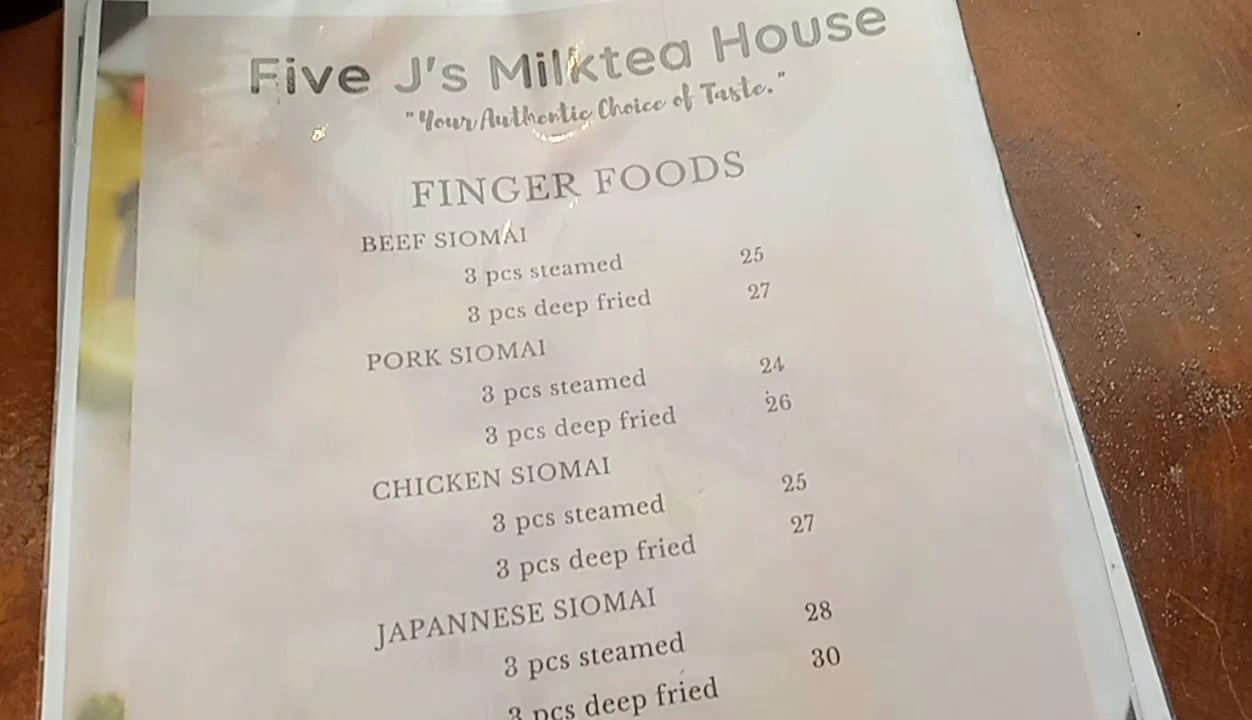 Five J's Milktea House
"Your Authentic Choice of Taste."
FINGER FOODS
BEEF SIOMAI
3 pcs steamed 25
3 pcs deep fried 27
PORK SIOMAI
3 pcs steamed 24
3 pcs deep fried 26
CHICKEN SIOMAI
3 pcs steamed 25
3 pcs deep fried 27
JAPANNESE SIOMAI
3 pcs steamed 28
3 pcs deep fried 30